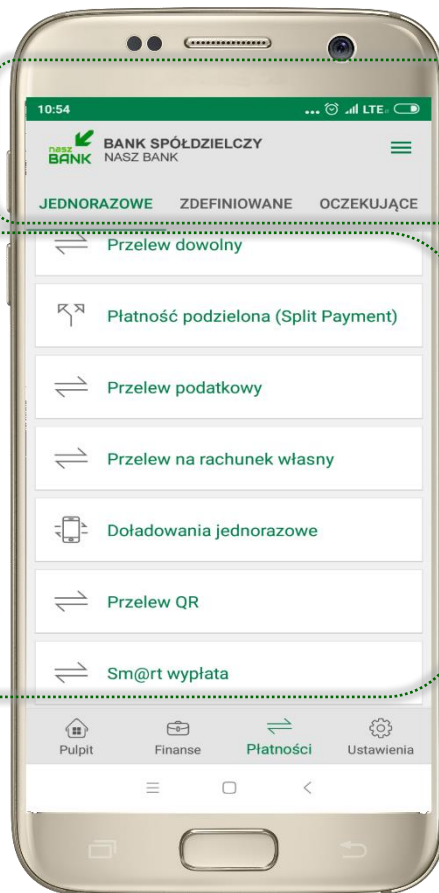 10:54
... LTE
nasz BANK
BANK SPÓŁDZIELCZY
NASZ BANK
JEDNORAZOWE ZDEFINIOWANE OCZEKUJĄCE
Przelew dowolny
Płatność podzielona (Split Payment)
Przelew podatkowy
Przelew na rachunek własny
Doładowania jednorazowe
Przelew QR
Sm@rt wypłata
Pulpit Finanse Płatności Ustawienia